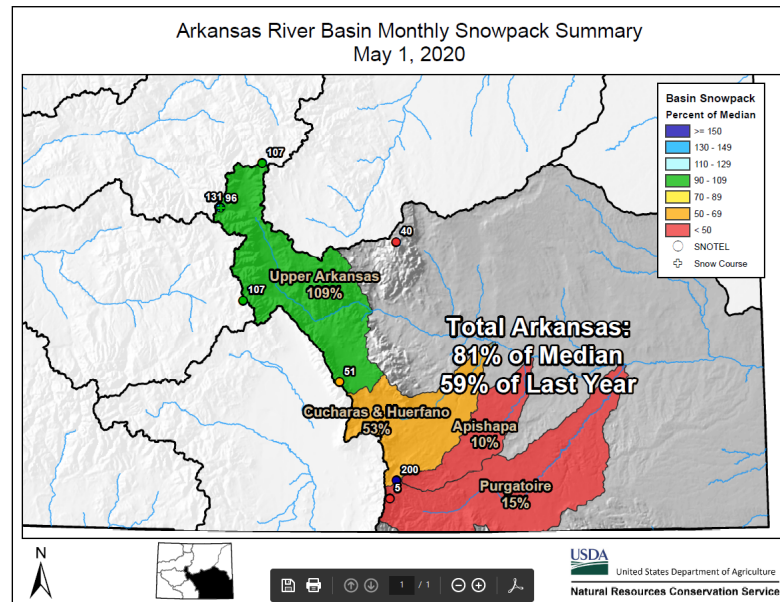 Arkansas River Basin Monthly Snowpack Summary
May 1, 2020
Basin Snowpack
Percent of Median
>= 150
130 - 149
110 - 129
90 - 109
70 - 89
50 - 69
< 50
SNOTEL
Snow Course
107
131 96
40
Upper Arkansas
109%
107
Total Arkansas:
81% of Median
59% of Last Year
51
Cucharas & Huerfano
53%
Apishapa
10%
200
5
Purgatoire
15%
N
1 / 1
USDA
United States Department of Agriculture
Natural Resources Conservation Service